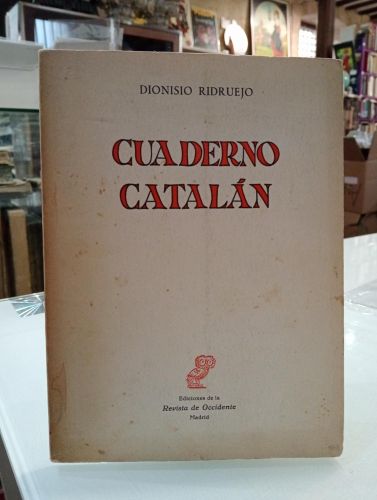 DIONISIO RIDRUEJO
CUADERNO
CATALÁN
Ediciones de la
Revista de Occidente
Madrid